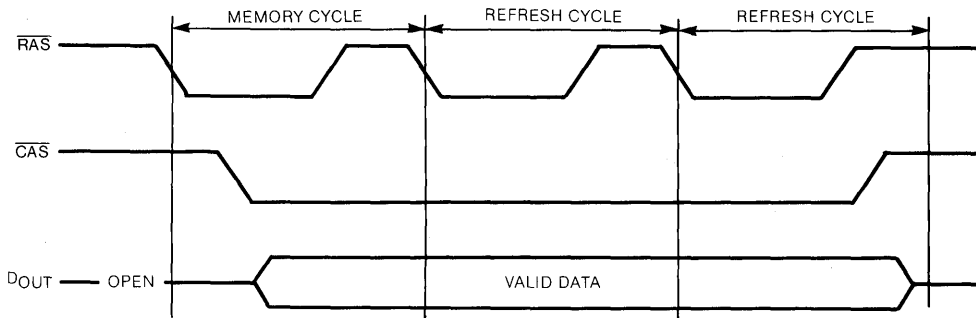 MEMORY CYCLE REFRESH CYCLE REFRESH CYCLE
RAS
CAS
DOUT OPEN VALID DATA